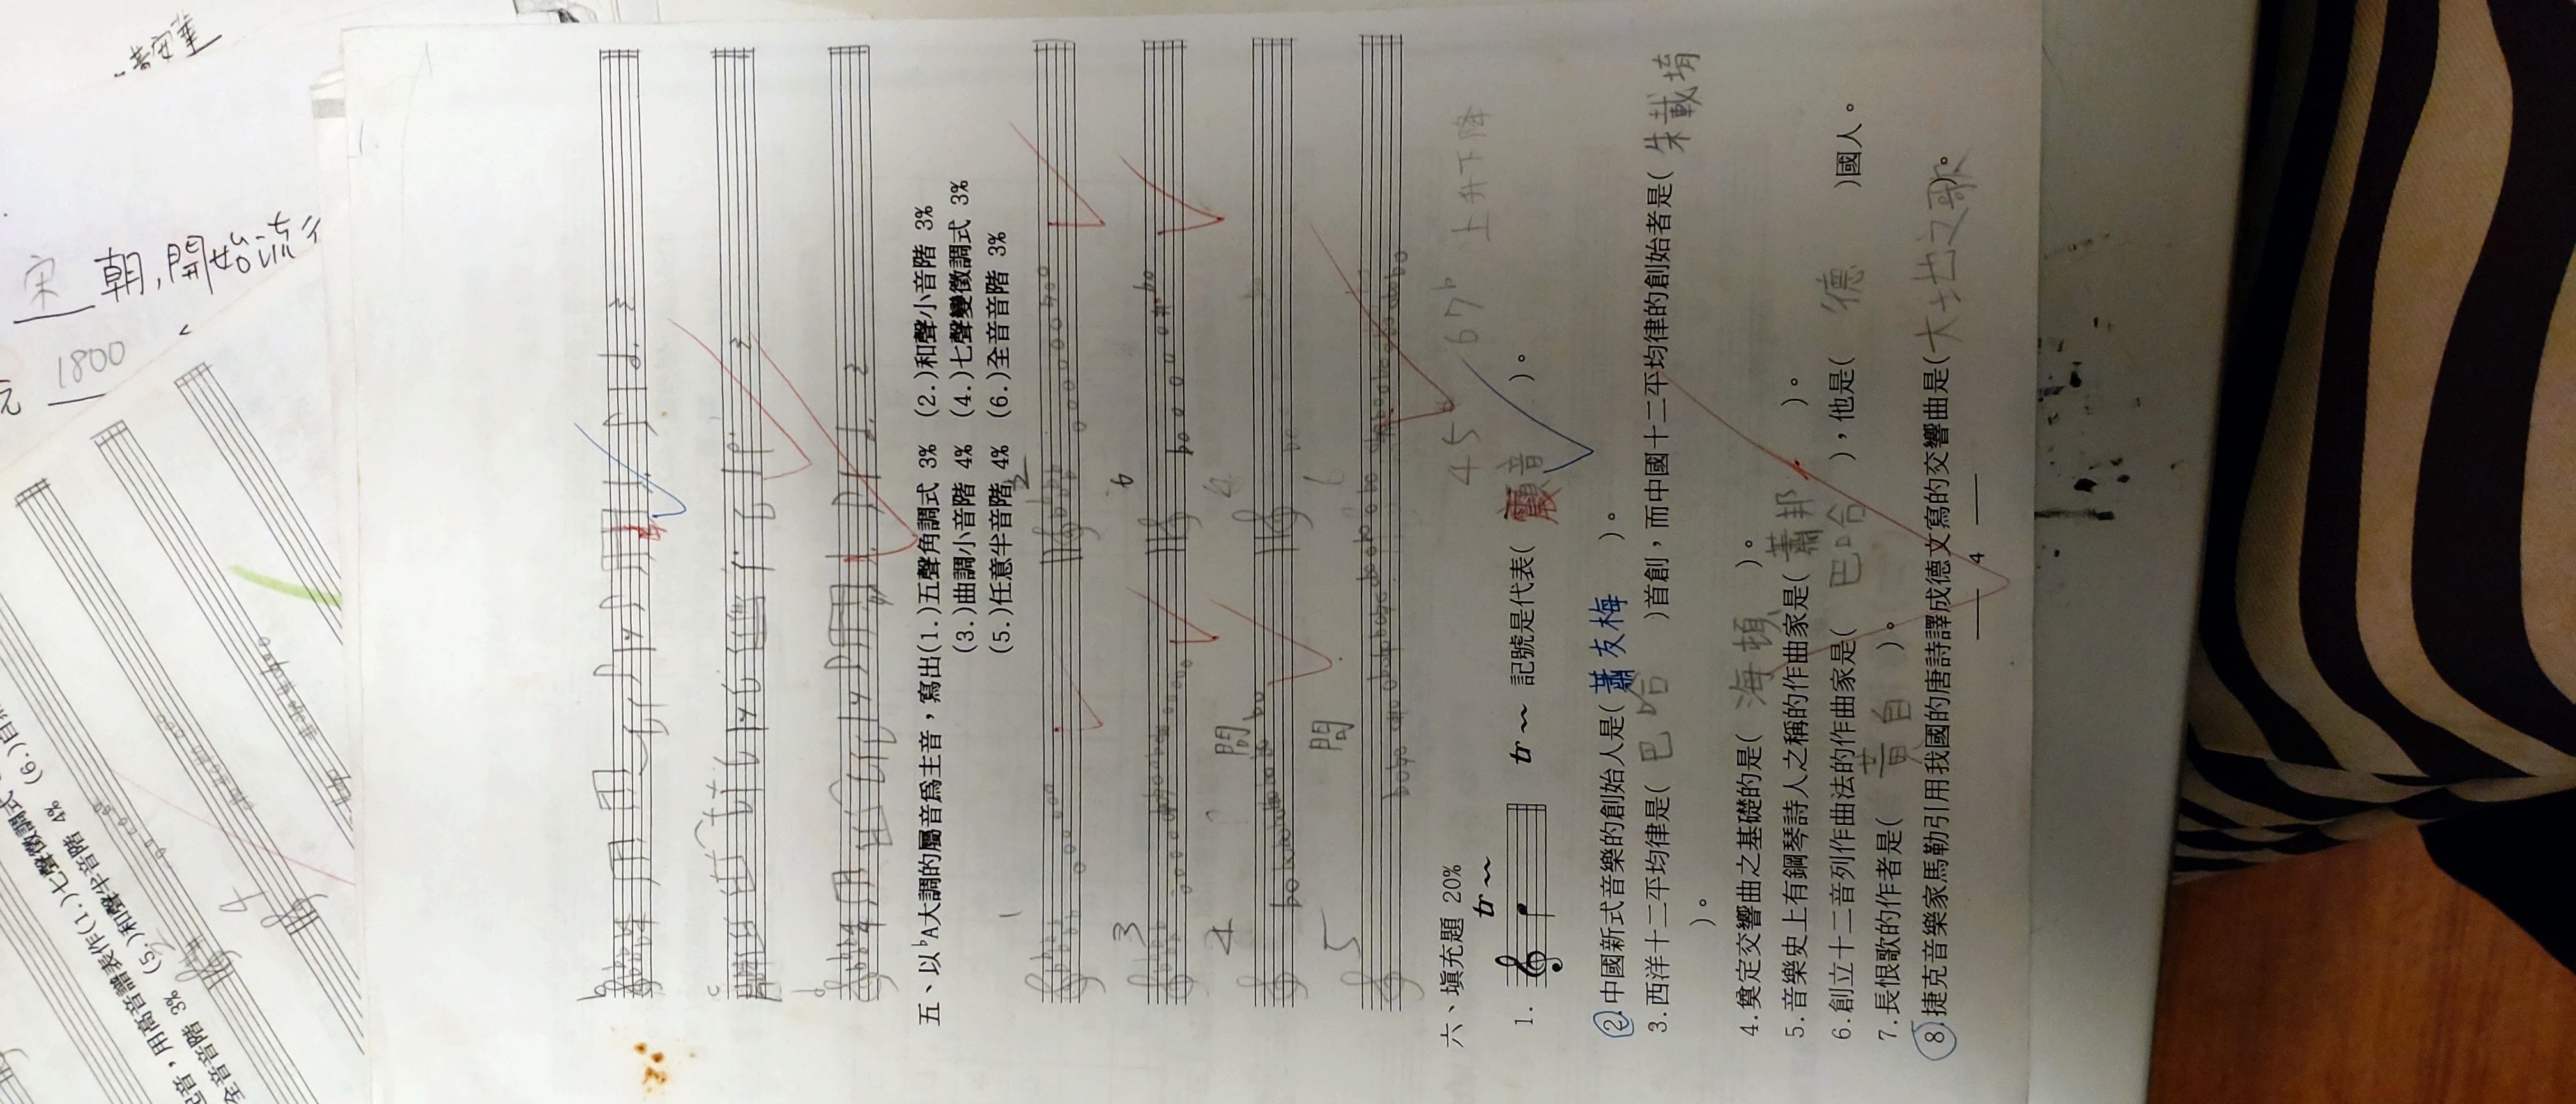 起音，用高音譜表作(1.)七聲徵調式
全音音階 3% (5.)和聲半音階 4% (6.)自
2
4
1800
朝,開始流
b
c
d
五、以♭A大調的屬音爲主音，寫出(1.)五聲角調式 3% (2.)和聲小音階 3%
(3.)曲調小音階 4% (4.)七聲變徵調式 3%
(5.)任意半音階 4% (6.)全音音階 3%
1 2
3 6
4 問
5 問
六、填充題 20%
45 67♭ 上升下降
tr
1. tr 記號是代表( 震音 )。
2.中國新式音樂的創始人是( 蕭友梅 )。
3.西洋十二平均律是( 巴哈 )首創，而中國十二平均律的創始者是( 朱載堉
)。
4.奠定交響曲之基礎的是( 海頓 )。
5.音樂史上有鋼琴詩人之稱的作曲家是( 蕭邦 )。
6.創立十二音列作曲法的作曲家是( 巴哈 )，他是( 德 )國人。
7.長恨歌的作者是( 黃自 )。
8.捷克音樂家馬勒引用我國的唐詩譯成德文寫的交響曲是(大地之歌)。
— 4 —